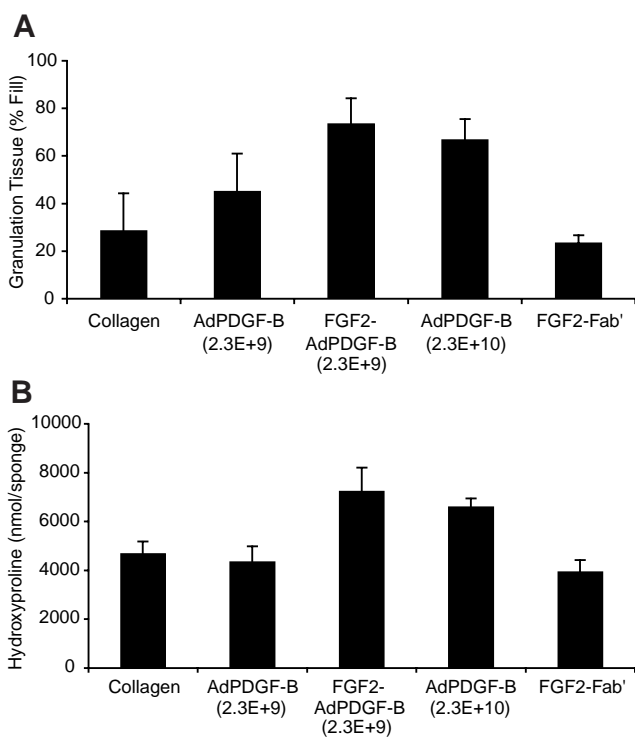 A
Granulation Tissue (% Fill)
100
80
60
40
20
0
Collagen
AdPDGF-B
(2.3E+9)
FGF2-
AdPDGF-B
(2.3E+9)
AdPDGF-B
(2.3E+10)
FGF2-Fab'
B
Hydroxyproline (nmol/sponge)
10000
8000
6000
4000
2000
0
Collagen
AdPDGF-B
(2.3E+9)
FGF2-
AdPDGF-B
(2.3E+9)
AdPDGF-B
(2.3E+10)
FGF2-Fab'